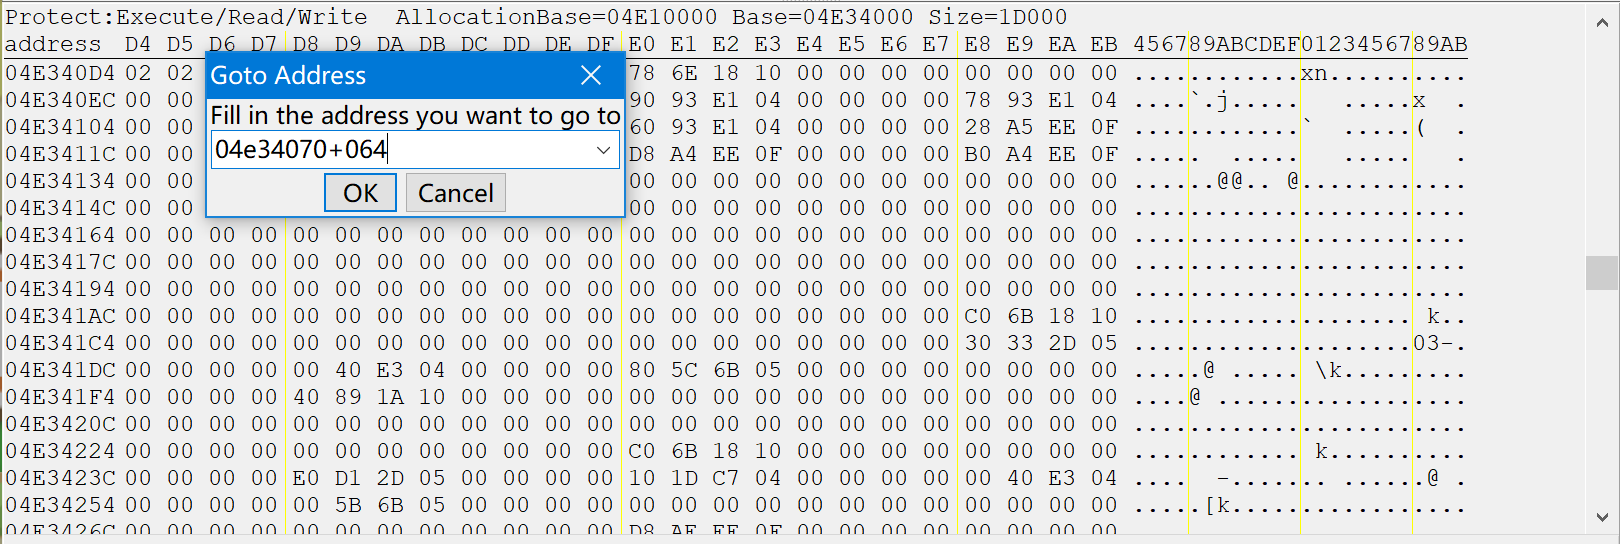 Protect:Execute/Read/Write  AllocationBase=04E10000 Base=04E34000 Size=1D000
address D4 D5 D6 D7 D8 D9 DA DB DC DD DE DF E0 E1 E2 E3 E4 E5 E6 E7 E8 E9 EA EB 456789ABCDEF0123456789AB
04E340D4 02 02 78 6E 18 10 00 00 00 00 00 00 00 00 ............xn..........
Goto Address
04E340EC 00 00 90 93 E1 04 00 00 00 00 78 93 E1 04 ....`.j..... .....x .
Fill in the address you want to go to
04E34104 00 00 60 93 E1 04 00 00 00 00 28 A5 EE 0F ............` .....( .
04e34070+064
04E3411C 00 00 D8 A4 EE 0F 00 00 00 00 B0 A4 EE 0F ...... ..... ..... .
04E34134 00 00 00 00 00 00 00 00 00 00 00 00 00 00 ......@@.. @............
OK Cancel
04E3414C 00 00 00 00 00 00 00 00 00 00 00 00 00 00 ........................
04E34164 00 00 00 00 00 00 00 00 00 00 00 00 00 00 00 00 00 00 00 00 00 00 00 00 ........................
04E3417C 00 00 00 00 00 00 00 00 00 00 00 00 00 00 00 00 00 00 00 00 00 00 00 00 ........................
04E34194 00 00 00 00 00 00 00 00 00 00 00 00 00 00 00 00 00 00 00 00 00 00 00 00 ........................
04E341AC 00 00 00 00 00 00 00 00 00 00 00 00 00 00 00 00 00 00 00 00 C0 6B 18 10 .................... k..
04E341C4 00 00 00 00 00 00 00 00 00 00 00 00 00 00 00 00 00 00 00 00 30 33 2D 05 ....................03-.
04E341DC 00 00 00 00 00 40 E3 04 00 00 00 00 80 5C 6B 05 00 00 00 00 00 00 00 00 .....@ ..... \k.........
04E341F4 00 00 00 00 40 89 1A 10 00 00 00 00 00 00 00 00 00 00 00 00 00 00 00 00 ....@ ..................
04E3420C 00 00 00 00 00 00 00 00 00 00 00 00 00 00 00 00 00 00 00 00 00 00 00 00 ........................
04E34224 00 00 00 00 00 00 00 00 00 00 00 00 C0 6B 18 10 00 00 00 00 00 00 00 00 ............ k..........
04E3423C 00 00 00 00 E0 D1 2D 05 00 00 00 00 10 1D C7 04 00 00 00 00 00 40 E3 04 ....  -...... .......@ .
04E34254 00 00 00 00 00 5B 6B 05 00 00 00 00 00 00 00 00 00 00 00 00 00 00 00 00 .....[k.................
04E3426C 00 00 00 00 00 00 00 00 00 00 00 00 D8 AE EE 0F 00 00 00 00 00 00 00 00